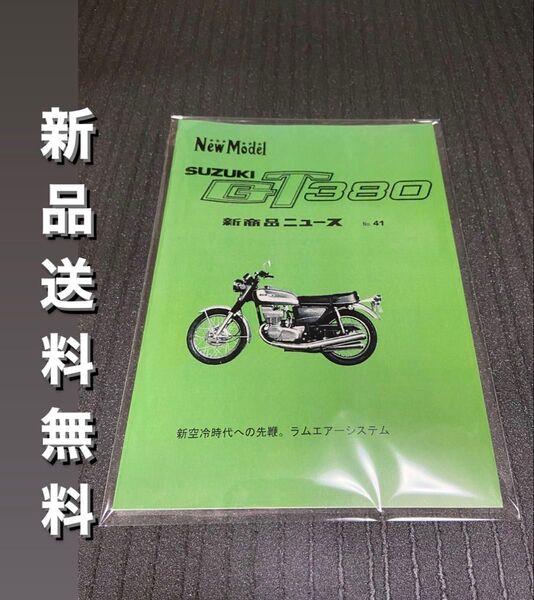 新品送料無料
New Model
SUZUKI
GT380
新商品ニュース No. 41
新空冷時代への先鞭。ラムエアーシステム